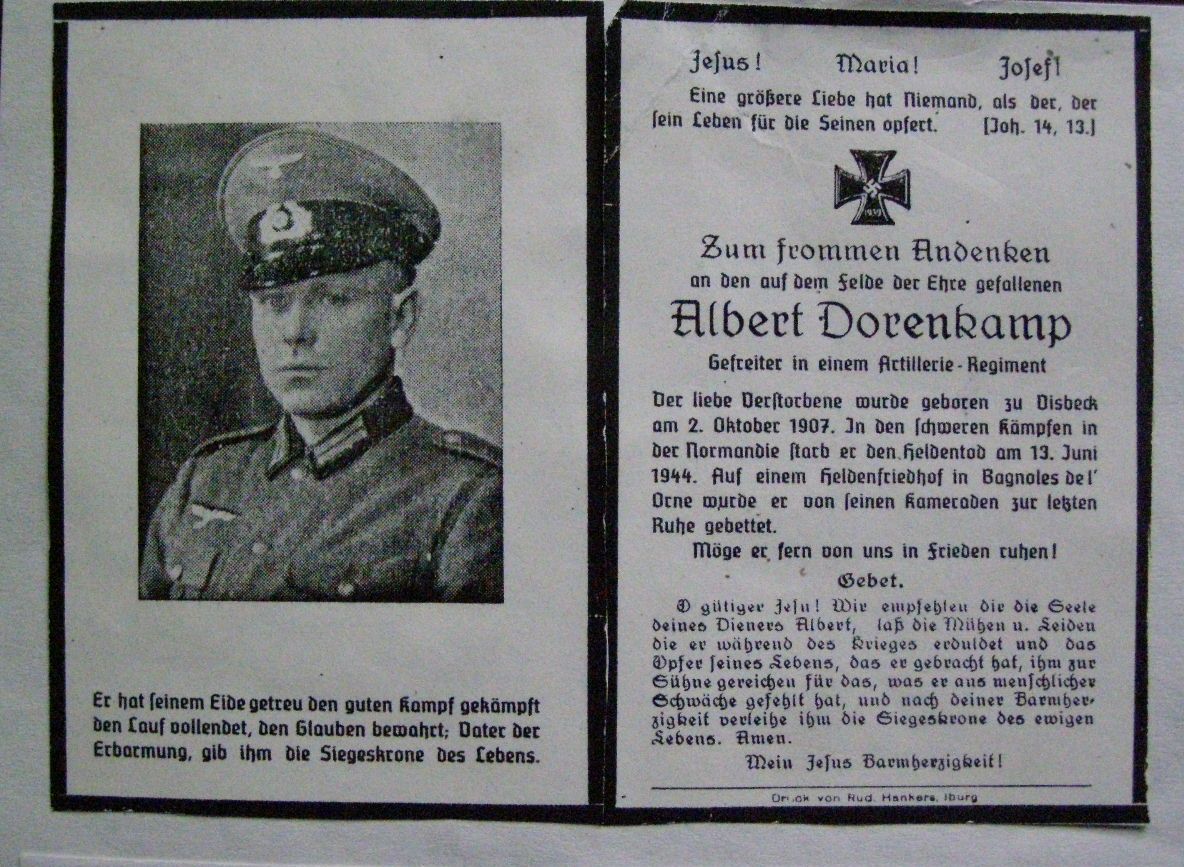 Er hat seinem Eide getreu den guten Kampf gekämpft
den Lauf vollendet, den Glauben bewahrt; Vater der
Erbarmung, gib ihm die Siegeskrone des Lebens.
Jesus! Maria! Josef!
Eine größere Liebe hat Niemand, als der, der
sein Leben für die Seinen opfert. [Joh. 14, 13.]
1939
Zum frommen Andenken
an den auf dem Felde der Ehre gefallenen
Albert Dorenkamp
Gefreiter in einem Artillerie-Regiment
Der liebe Verstorbene wurde geboren zu Visbeck
am 2. Oktober 1907. In den schweren Kämpfen in
der Normandie starb er den Heldentod am 13. Juni
1944. Auf einem Heldenfriedhof in Bagnoles de l'
Orne wurde er von seinen Kameraden zur letzten
Ruhe gebettet.
Möge er fern von uns in Frieden ruhen!
Gebet.
O gütiger Jesu! Wir empfehlen dir die Seele
deines Dieners Albert, laß die Mühen u. Leiden
die er während des Krieges erduldet und das
Opfer seines Lebens, das er gebracht hat, ihm zur
Sühne gereichen für das, was er aus menschlicher
Schwäche gefehlt hat, und nach deiner Barmher-
zigkeit verleihe ihm die Siegeskrone des ewigen
Lebens. Amen.
Mein Jesus Barmherzigkeit!
Druck von Rud. Hankers, Iburg